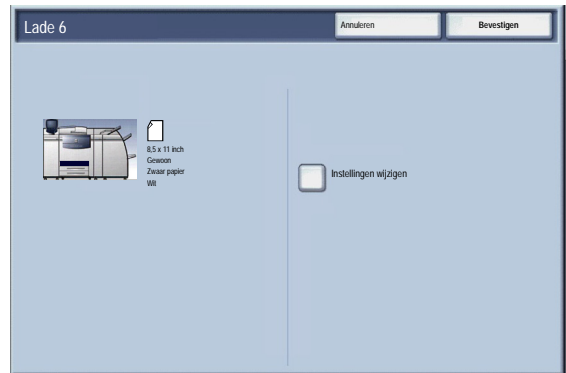 Lade 6
Annuleren
Bevestigen
8,5 x 11 inch
Gewoon
Zwaar papier
Wit
Instellingen wijzigen